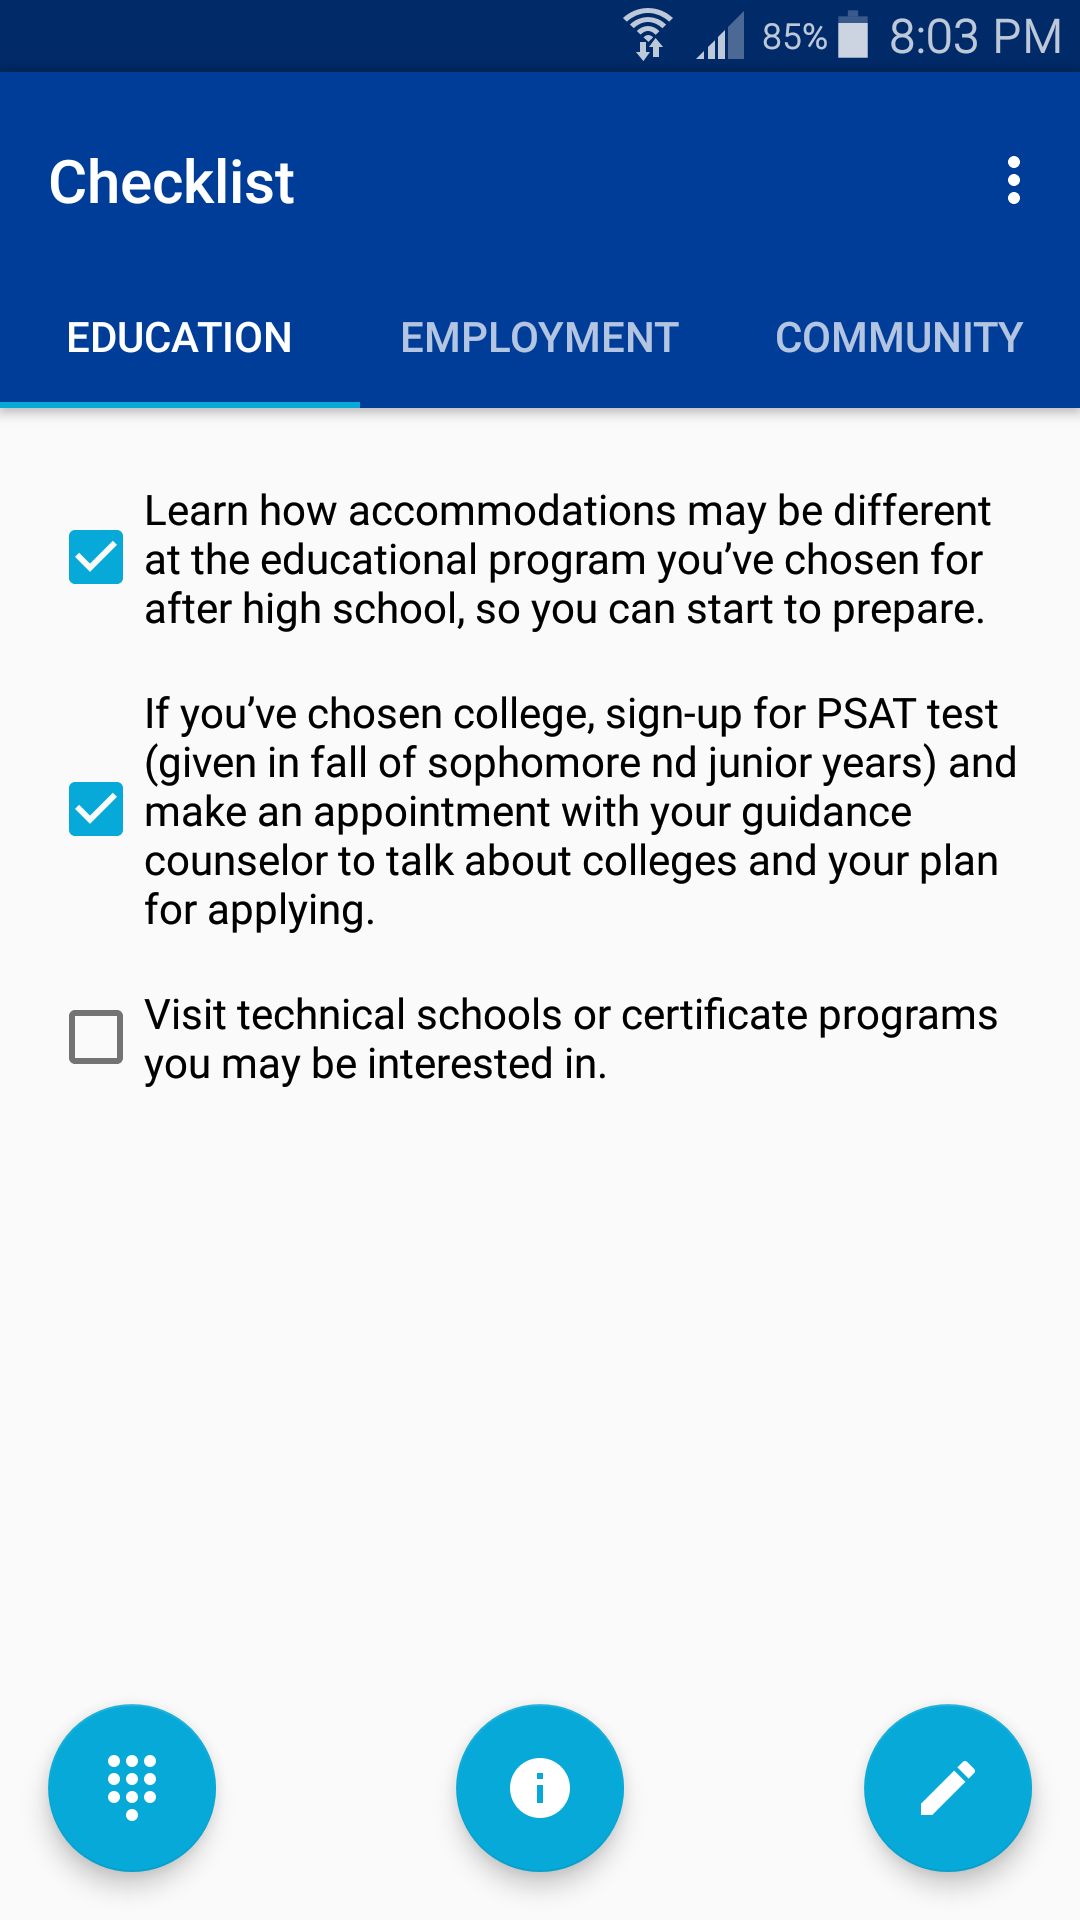 85% 8:03 PM
Checklist
EDUCATION EMPLOYMENT COMMUNITY
Learn how accommodations may be different
at the educational program you’ve chosen for
after high school, so you can start to prepare.
If you’ve chosen college, sign-up for PSAT test
(given in fall of sophomore nd junior years) and
make an appointment with your guidance
counselor to talk about colleges and your plan
for applying.
Visit technical schools or certificate programs
you may be interested in.